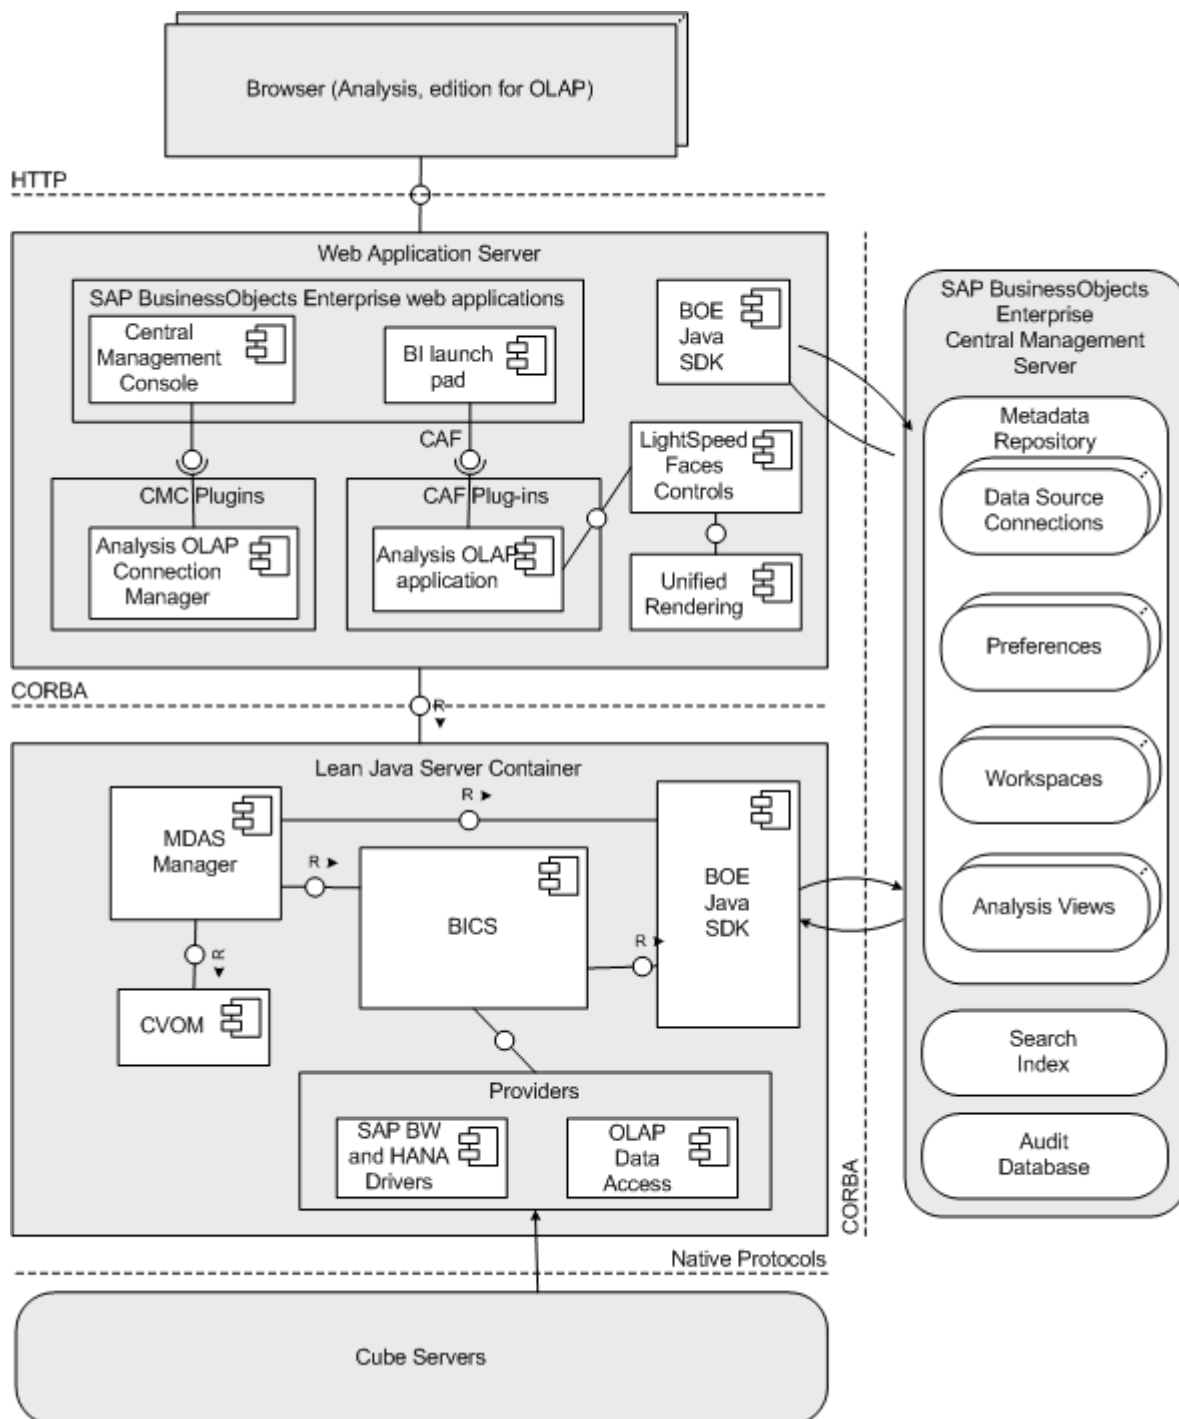 Browser (Analysis, edition for OLAP)
HTTP
Web Application Server
SAP BusinessObjects Enterprise web applications
Central
Management
Console
BI launch
pad
BOE
Java
SDK
CAF
LightSpeed
Faces
Controls
CMC Plugins
CAF Plug-ins
Analysis OLAP
Connection
Manager
Analysis OLAP
application
Unified
Rendering
CORBA
R
Lean Java Server Container
R
MDAS
Manager
R
BICS
BOE
Java
SDK
R
R
CVOM
Providers
SAP BW
and HANA
Drivers
OLAP
Data
Access
CORBA
Native Protocols
Cube Servers
SAP BusinessObjects
Enterprise
Central Management
Server
Metadata
Repository
Data Source
Connections
Preferences
Workspaces
Analysis Views
Search
Index
Audit
Database